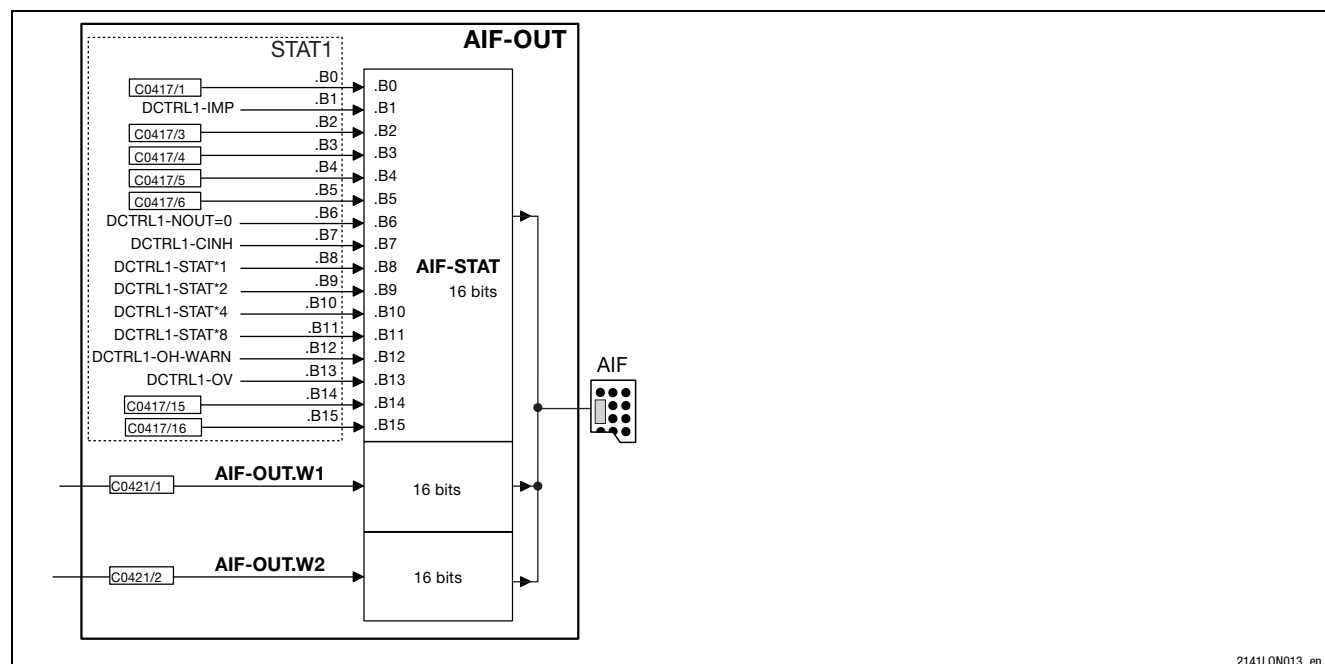 AIF-OUT
STAT1
C0417/1 .B0 .B0
DCTRL1-IMP .B1 .B1
C0417/3 .B2 .B2
C0417/4 .B3 .B3
C0417/5 .B4 .B4
C0417/6 .B5 .B5
DCTRL1-NOUT=0 .B6 .B6
DCTRL1-CINH .B7 .B7
DCTRL1-STAT*1 .B8 .B8 AIF-STAT
DCTRL1-STAT*2 .B9 .B9 16 bits
DCTRL1-STAT*4 .B10 .B10
DCTRL1-STAT*8 .B11 .B11
DCTRL1-OH-WARN .B12 .B12
DCTRL1-OV .B13 .B13
C0417/15 .B14 .B14
C0417/16 .B15 .B15
AIF
C0421/1 AIF-OUT.W1 16 bits
C0421/2 AIF-OUT.W2 16 bits
2141LON013_en